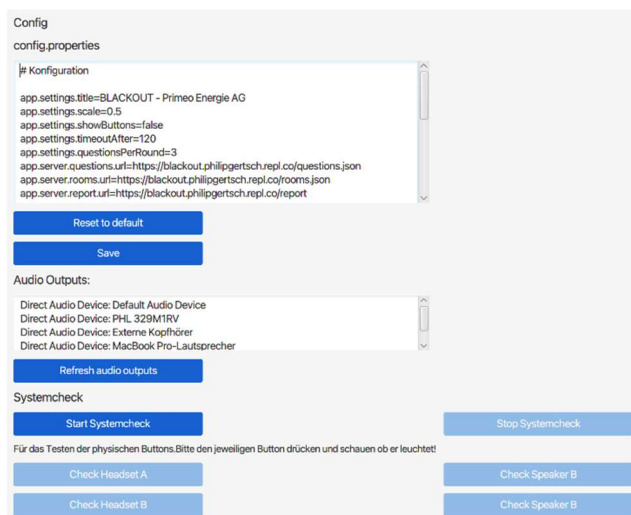 Config
config.properties
# Konfiguration
app.settings.title=BLACKOUT - Primeo Energie AG
app.settings.scale=0.5
app.settings.showButtons=false
app.settings.timeoutAfter=120
app.settings.questionsPerRound=3
app.server.questions.url=https://blackout.philipgertsch.repl.co/questions.json
app.server.rooms.url=https://blackout.philipgertsch.repl.co/rooms.json
app.server.report.url=https://blackout.philipgertsch.repl.co/report
Reset to default
Save
Audio Outputs:
Direct Audio Device: Default Audio Device
Direct Audio Device: PHL 329M1RV
Direct Audio Device: Externe Kopfhörer
Direct Audio Device: MacBook Pro-Lautsprecher
Refresh audio outputs
Systemcheck
Start Systemcheck
Stop Systemcheck
Für das Testen der physischen Buttons.Bitte den jeweiligen Button drücken und schauen ob er leuchtet!
Check Headset A
Check Speaker B
Check Headset B
Check Speaker B